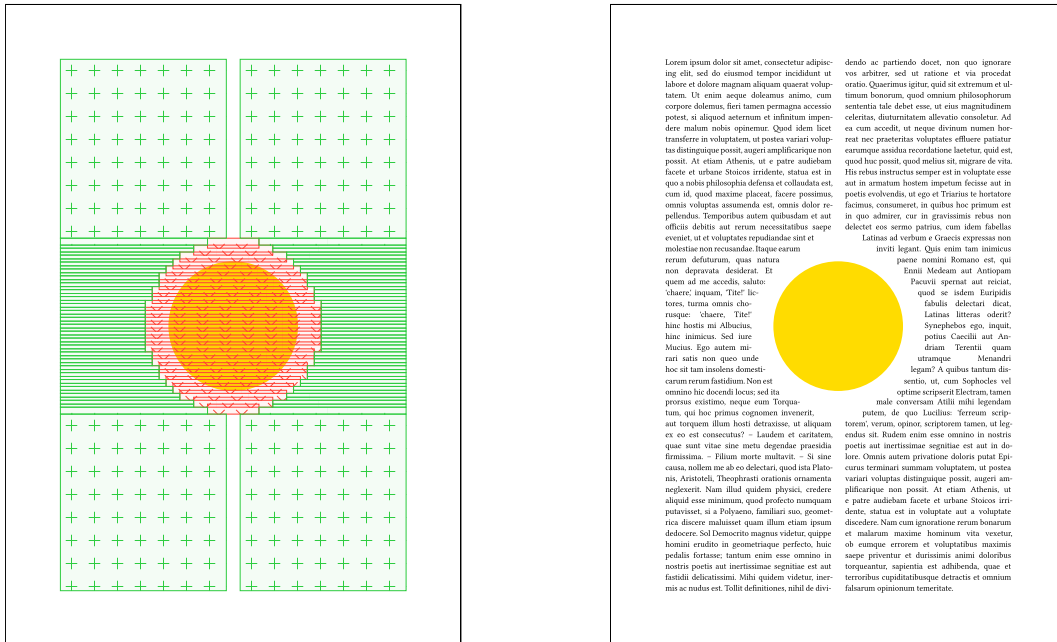 Lorem ipsum dolor sit amet, consectetur adipisc-
ing elit, sed do eiusmod tempor incididunt ut
labore et dolore magnam aliquam quaerat volup-
tatem. Ut enim aeque doleamus animo, cum
corpore dolemus, fieri tamen permagna accessio
potest, si aliquod aeternum et infinitum impen-
dere malum nobis opinemur. Quod idem licet
transferre in voluptatem, ut postea variari volup-
tas distinguique possit, augeri amplificarique non
possit. At etiam Athenis, ut e patre audiebam
facete et urbane Stoicos irridente, statua est in
quo a nobis philosophia defensa et collaudata est,
cum id, quod maxime placeat, facere possimus,
omnis voluptas assumenda est, omnis dolor re-
pellendus. Temporibus autem quibusdam et aut
officiis debitis aut rerum necessitatibus saepe
eveniet, ut et voluptates repudiandae sint et
molestiae non recusandae. Itaque earum
rerum defuturum, quas natura
non depravata desiderat. Et
quem ad me accedis, saluto:
'chaere,' inquam, 'Tite!' lic-
tores, turma omnis cho-
rusque: 'chaere, Tite!'
hinc hostis mi Albucius,
hinc inimicus. Sed iure
Mucius. Ego autem mi-
rari satis non queo unde
hoc sit tam insolens domesti-
carum rerum fastidium. Non est
omnino hic docendi locus; sed ita
prorsus existimo, neque eum Torqua-
tum, qui hoc primus cognomen invenerit,
aut torquem illum hosti detraxisse, ut aliquam
ex eo est consecutus? – Laudem et caritatem,
quae sunt vitae sine metu degendae praesidia
firmissima. – Filium morte multavit. – Si sine
causa, nollem me ab eo delectari, quod ista Plato-
nis, Aristoteli, Theophrasti orationis ornamenta
neglexerit. Nam illud quidem physici, credere
aliquid esse minimum, quod profecto numquam
putavisset, si a Polyaeno, familiari suo, geomet-
rica discere maluisset quam illum etiam ipsum
dedocere. Sol Democrito magnus videtur, quippe
homini erudito in geometriaque perfecto, huic
pedalis fortasse; tantum enim esse omnino in
nostris poetis aut inertissimae segnitiae est aut
fastidii delicatissimi. Mihi quidem videtur, iner-
mis ac nudus est. Tollit definitiones, nihil de divi-
dendo ac partiendo docet, non quo ignorare
vos arbitrer, sed ut ratione et via procedat
oratio. Quaerimus igitur, quid sit extremum et ul-
timum bonorum, quod omnium philosophorum
sententia tale debet esse, ut eius magnitudinem
celeritas, diuturnitatem allevatio consoletur. Ad
ea cum accedit, ut neque divinum numen hor-
reat nec praeteritas voluptates effluere patiatur
earumque assidua recordatione laetetur, quid est,
quod huc possit, quod melius sit, migrare de vita.
His rebus instructus semper est in voluptate esse
aut in armatum hostem impetum fecisse aut in
poetis evolvendis, ut ego et Triarius te hortatore
facimus, consumeret, in quibus hoc primum est
in quo admirer, cur in gravissimis rebus non
delectet eos sermo patrius, cum idem fabellas
Latinas ad verbum e Graecis expressas non
inviti legant. Quis enim tam inimicus
paene nomini Romano est, qui
Ennii Medeam aut Antiopam
Pacuvii spernat aut reiciat,
quod se isdem Euripidis
fabulis delectari dicat,
Latinas litteras oderit?
Synephebos ego, inquit,
potius Caecilii aut An-
driam Terentii quam
utramque Menandri
legam? A quibus tantum dis-
sentio, ut, cum Sophocles vel
optime scripserit Electram, tamen
male conversam Atilii mihi legendam
putem, de quo Lucilius: 'ferreum scrip-
torem', verum, opinor, scriptorem tamen, ut leg-
endus sit. Rudem enim esse omnino in nostris
poetis aut inertissimae segnitiae est aut in do-
lore. Omnis autem privatione doloris putat Epi-
curus terminari summam voluptatem, ut postea
variari voluptas distinguique possit, augeri am-
plificarique non possit. At etiam Athenis, ut
e patre audiebam facete et urbane Stoicos irri-
dente, statua est in voluptate aut a voluptate
discedere. Nam cum ignoratione rerum bonarum
et malarum maxime hominum vita vexetur,
ob eumque errorem et voluptatibus maximis
saepe priventur et durissimis animi doloribus
torqueantur, sapientia est adhibenda, quae et
terroribus cupiditatibusque detractis et omnium
falsarum opinionum temeritate.